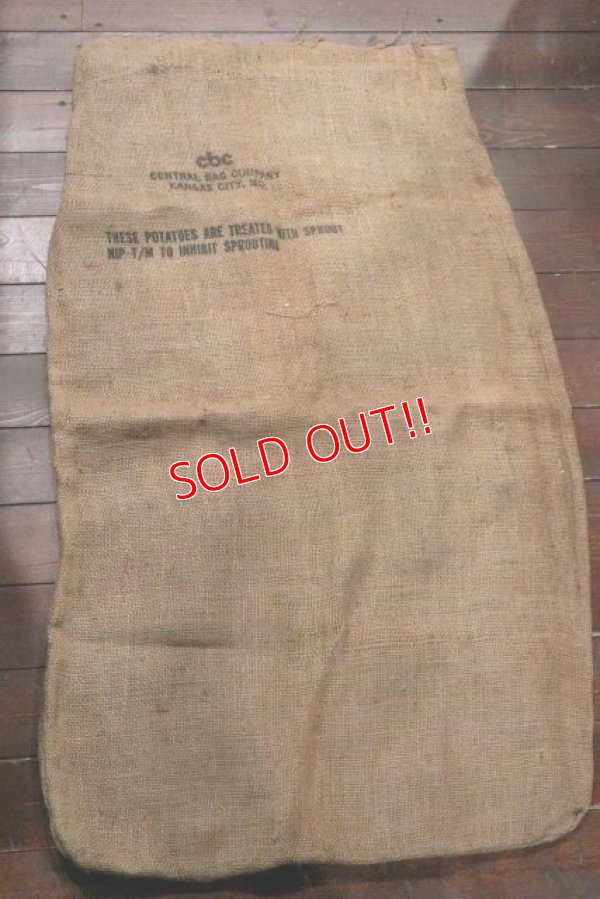 cbc
CENTRAL BAG COMPANY
KANSAS CITY, MO.
THESE POTATOES ARE TREATED WITH SPROUT
NIP T/M TO INHIBIT SPROUTING
SOLD OUT!!